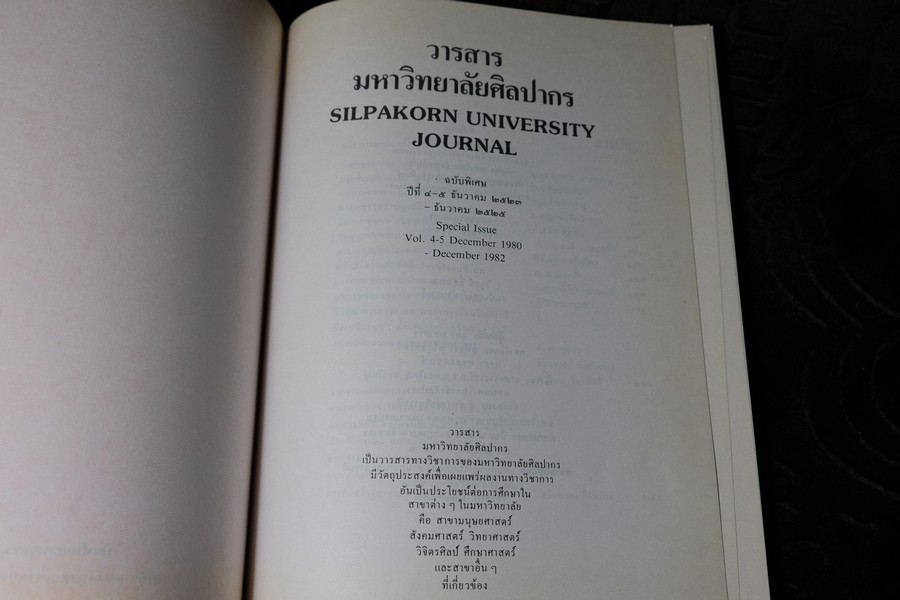 วารสาร
มหาวิทยาลัยศิลปากร
SILPAKORN UNIVERSITY
JOURNAL
ฉบับพิเศษ
ปีที่ ๔-๕ ธันวาคม ๒๕๒๓
- ธันวาคม ๒๕๒๕
Special Issue
Vol. 4-5 December 1980
- December 1982
วารสาร
มหาวิทยาลัยศิลปากร
เป็นวารสารทางวิชาการของมหาวิทยาลัยศิลปากร
มีวัตถุประสงค์เพื่อเผยแพร่ผลงานทางวิชาการ
อันเป็นประโยชน์ต่อการศึกษาใน
สาขาต่าง ๆ ในมหาวิทยาลัย
คือ สาขามนุษยศาสตร์
สังคมศาสตร์ วิทยาศาสตร์
วิจิตรศิลป์ ศึกษาศาสตร์
และสาขาอื่น ๆ
ที่เกี่ยวข้อง